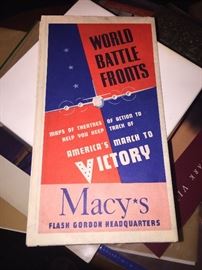 WORLD
BATTLE
FRONTS
MAPS OF THEATRES OF ACTION TO
HELP YOU KEEP TRACK OF
AMERICA'S MARCH TO
VICTORY
Macy*s
FLASH GORDON HEADQUARTERS